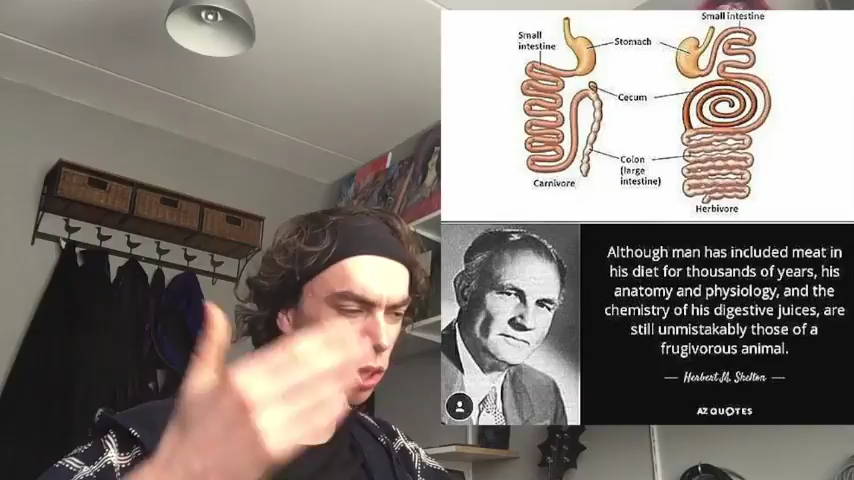 Small intestine
Small
intestine
Stomach
Cecum
Colon
(large
intestine)
Carnivore
Herbivore
Although man has included meat in
his diet for thousands of years, his
anatomy and physiology, and the
chemistry of his digestive juices, are
still unmistakably those of a
frugivorous animal.
— Herbert M. Shelton —
AZ QUOTES